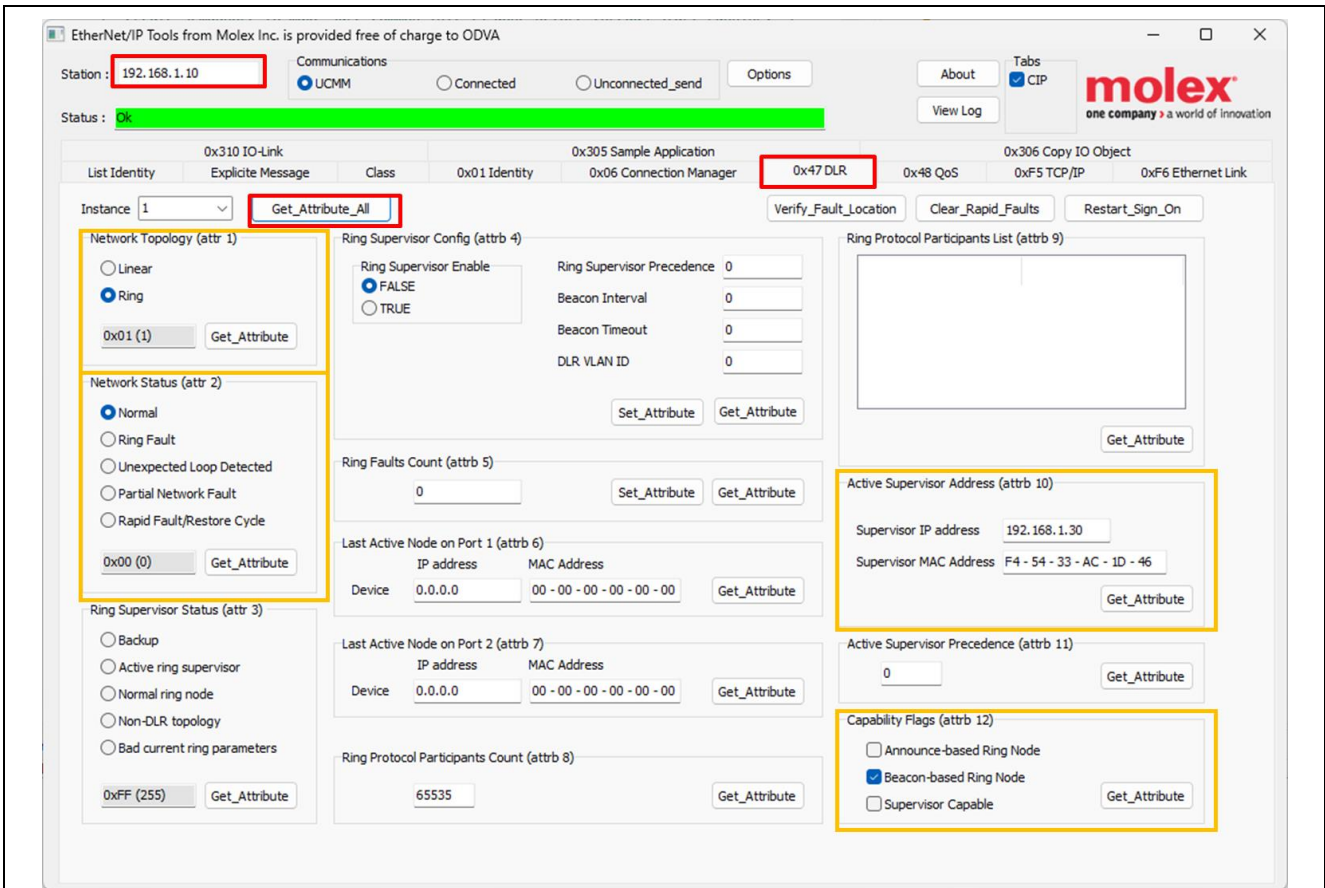 EtherNet/IP Tools from Molex Inc. is provided free of charge to ODVA
Station : 192.168.1.10
Communications
UCMM Connected Unconnected_send
Options
About
View Log
Tabs
CIP
molex
one company > a world of innovation
Status : Ok
0x310 IO-Link 0x305 Sample Application 0x306 Copy IO Object
List Identity Explicite Message Class 0x01 Identity 0x06 Connection Manager 0x47 DLR 0x48 QoS 0xF5 TCP/IP 0xF6 Ethernet Link
Instance 1 Get_Attribute_All Verify_Fault_Location Clear_Rapid_Faults Restart_Sign_On
Network Topology (attr 1)
Linear
Ring
0x01 (1) Get_Attribute
Network Status (attr 2)
Normal
Ring Fault
Unexpected Loop Detected
Partial Network Fault
Rapid Fault/Restore Cycle
0x00 (0) Get_Attribute
Ring Supervisor Status (attr 3)
Backup
Active ring supervisor
Normal ring node
Non-DLR topology
Bad current ring parameters
0xFF (255) Get_Attribute
Ring Supervisor Config (attrb 4)
Ring Supervisor Enable
FALSE
TRUE
Ring Supervisor Precedence 0
Beacon Interval 0
Beacon Timeout 0
DLR VLAN ID 0
Set_Attribute Get_Attribute
Ring Faults Count (attrb 5)
0 Set_Attribute Get_Attribute
Last Active Node on Port 1 (attrb 6)
IP address MAC Address
Device 0.0.0.0 00 - 00 - 00 - 00 - 00 - 00 Get_Attribute
Last Active Node on Port 2 (attrb 7)
IP address MAC Address
Device 0.0.0.0 00 - 00 - 00 - 00 - 00 - 00 Get_Attribute
Ring Protocol Participants Count (attrb 8)
65535 Get_Attribute
Ring Protocol Participants List (attrb 9)
Get_Attribute
Active Supervisor Address (attrb 10)
Supervisor IP address 192.168.1.30
Supervisor MAC Address F4 - 54 - 33 - AC - 1D - 46
Get_Attribute
Active Supervisor Precedence (attrb 11)
0 Get_Attribute
Capability Flags (attrb 12)
Announce-based Ring Node
Beacon-based Ring Node
Supervisor Capable
Get_Attribute